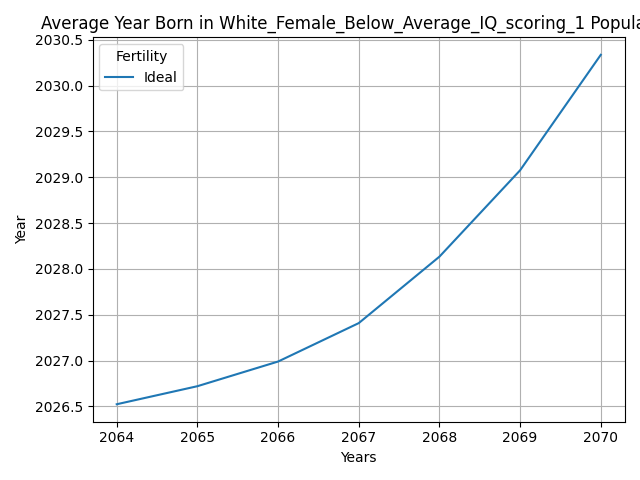 Average Year Born in White_Female_Below_Average_IQ_scoring_1 Popula
Fertility
Ideal
2030.5
2030.0
2029.5
2029.0
2028.5
2028.0
2027.5
2027.0
2026.5
Year
2064 2065 2066 2067 2068 2069 2070
Years